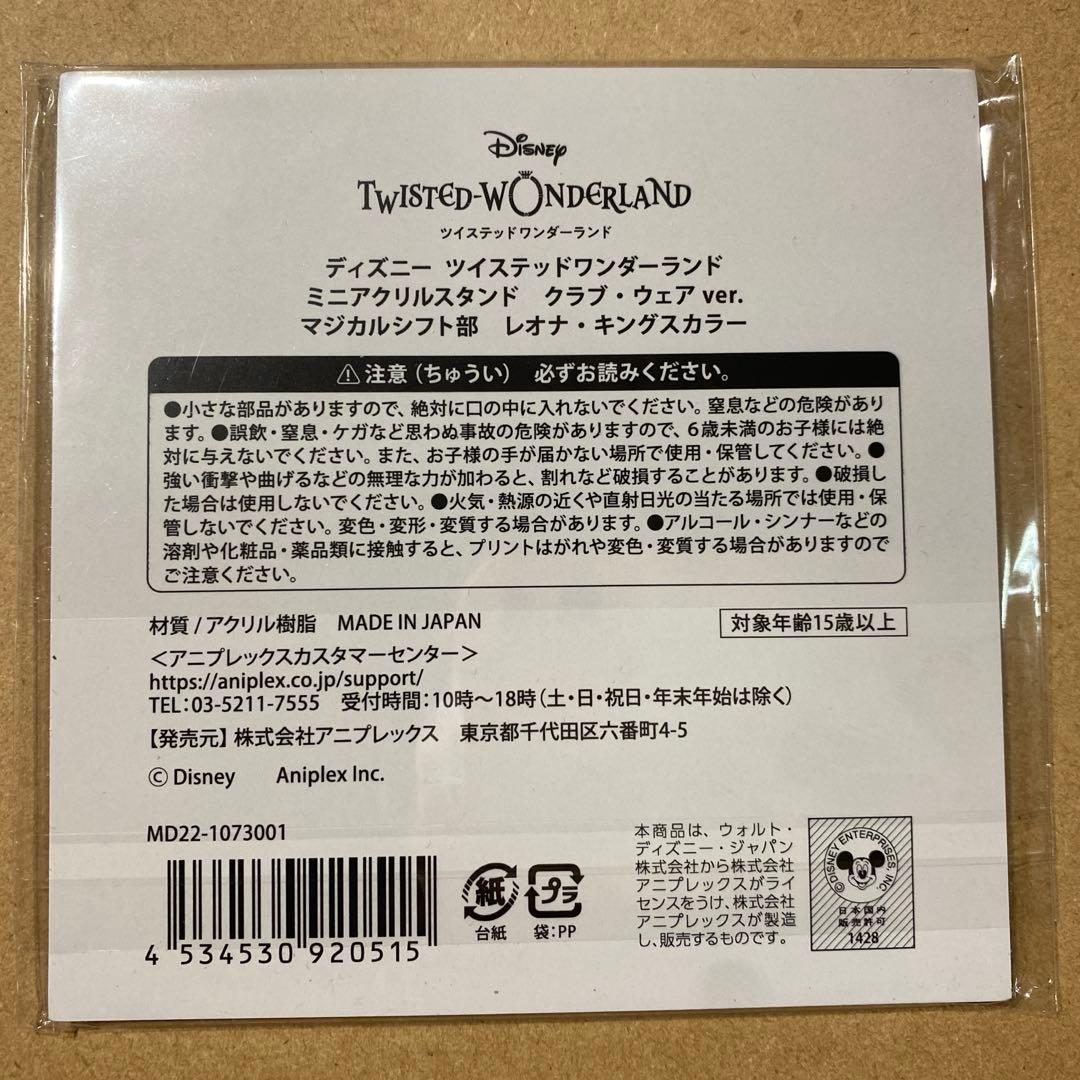 Disney
TWISTED-WONDERLAND
ツイステッドワンダーランド
ディズニー ツイステッドワンダーランド
ミニアクリルスタンド クラブ・ウェア ver.
マジカルシフト部 レオナ・キングスカラー
⚠注意（ちゅうい） 必ずお読みください。
●小さな部品がありますので、絶対に口の中に入れないでください。窒息などの危険があり
ます。●誤飲・窒息・ケガなど思わぬ事故の危険がありますので、６歳未満のお子様には絶
対に与えないでください。また、お子様の手が届かない場所で使用・保管してください。●
強い衝撃や曲げるなどの無理な力が加わると、割れなど破損することがあります。●破損し
た場合は使用しないでください。●火気・熱源の近くや直射日光の当たる場所では使用・保
管しないでください。変色・変形・変質する場合があります。●アルコール・シンナーなどの
溶剤や化粧品・薬品類に接触すると、プリントはがれや変色・変質する場合がありますので
ご注意ください。
材質 / アクリル樹脂 MADE IN JAPAN
対象年齢15歳以上
＜アニプレックスカスタマーセンター＞
https://aniplex.co.jp/support/
TEL：03-5211-7555 受付時間：10時～18時（土・日・祝日・年末年始は除く）
【発売元】株式会社アニプレックス 東京都千代田区六番町4-5
© Disney Aniplex Inc.
MD22-1073001
4 534530 920515
紙
台紙
プラ
袋：PP
本商品は、ウォルト・
ディズニー・ジャパン
株式会社から株式会社
アニプレックスがライ
センスをうけ、株式会社
アニプレックスが製造
し、販売するものです。
©DISNEY ENTERPRISES, INC.
日本国内
販売許可
1428